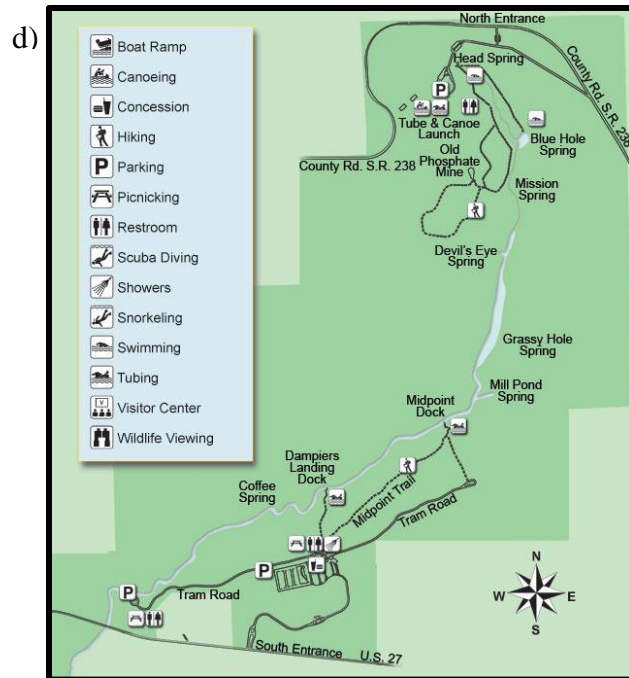 d)
Boat Ramp
Canoeing
Concession
Hiking
P
Parking
Picnicking
Restroom
Scuba Diving
Showers
Snorkeling
Swimming
Tubing
V
Visitor Center
Wildlife Viewing
North Entrance
Head Spring
County Rd. S.R. 238
P
Tube & Canoe
Launch
Blue Hole
Spring
Old
Phosphate
Mine
County Rd. S.R. 238
Mission
Spring
Devil's Eye
Spring
Grassy Hole
Spring
Mill Pond
Spring
Midpoint
Dock
Dampiers
Landing
Dock
Coffee
Spring
Midpoint Trail
Tram Road
P
P
Tram Road
N
W
E
S
South Entrance
U.S. 27